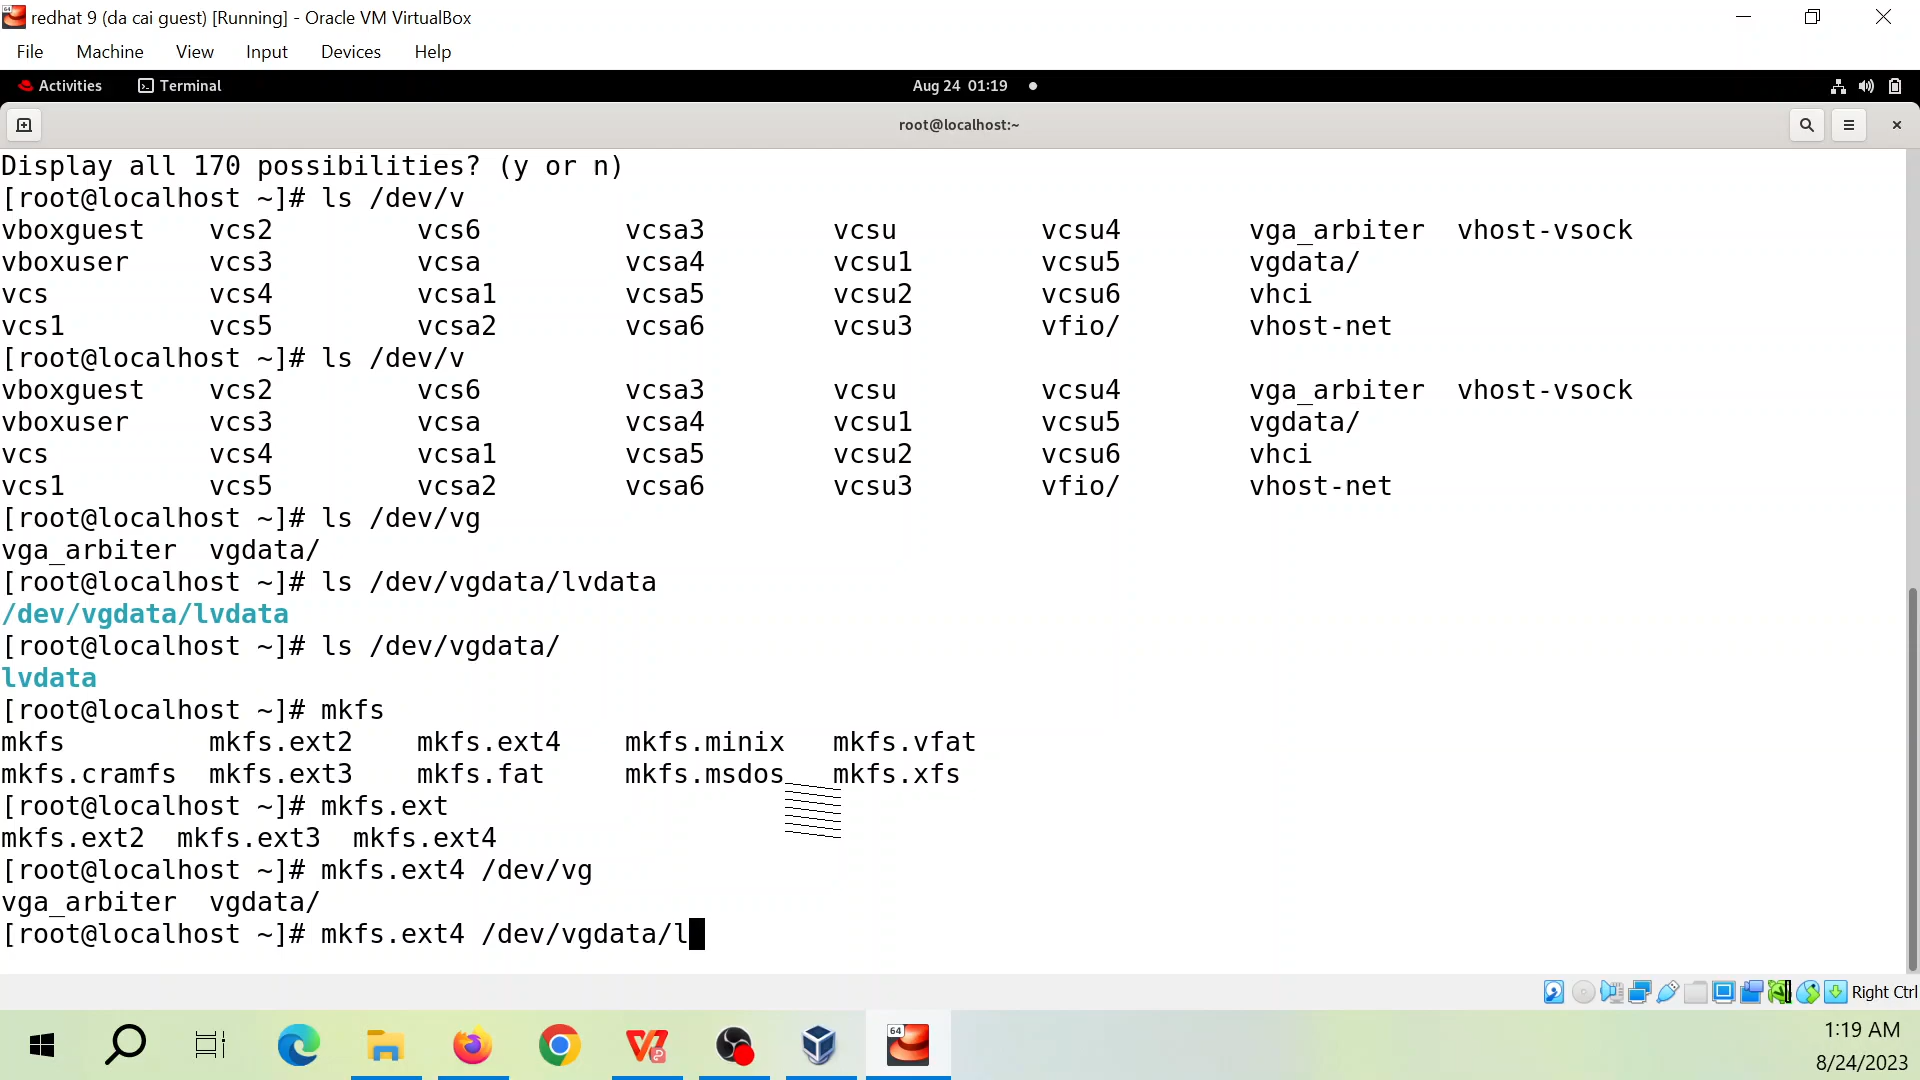 redhat 9 (da cai guest) [Running] - Oracle VM VirtualBox
File Machine View Input Devices Help
Activities Terminal Aug 24 01:19
root@localhost:~
Display all 170 possibilities? (y or n)
[root@localhost ~]# ls /dev/v
vboxguest vcs2 vcs6 vcsa3 vcsu vcsu4 vga_arbiter vhost-vsock
vboxuser vcs3 vcsa vcsa4 vcsu1 vcsu5 vgdata/
vcs vcs4 vcsa1 vcsa5 vcsu2 vcsu6 vhci
vcs1 vcs5 vcsa2 vcsa6 vcsu3 vfio/ vhost-net
[root@localhost ~]# ls /dev/v
vboxguest vcs2 vcs6 vcsa3 vcsu vcsu4 vga_arbiter vhost-vsock
vboxuser vcs3 vcsa vcsa4 vcsu1 vcsu5 vgdata/
vcs vcs4 vcsa1 vcsa5 vcsu2 vcsu6 vhci
vcs1 vcs5 vcsa2 vcsa6 vcsu3 vfio/ vhost-net
[root@localhost ~]# ls /dev/vg
vga_arbiter vgdata/
[root@localhost ~]# ls /dev/vgdata/lvdata
/dev/vgdata/lvdata
[root@localhost ~]# ls /dev/vgdata/
lvdata
[root@localhost ~]# mkfs
mkfs mkfs.ext2 mkfs.ext4 mkfs.minix mkfs.vfat
mkfs.cramfs mkfs.ext3 mkfs.fat mkfs.msdos mkfs.xfs
[root@localhost ~]# mkfs.ext
mkfs.ext2 mkfs.ext3 mkfs.ext4
[root@localhost ~]# mkfs.ext4 /dev/vg
vga_arbiter vgdata/
[root@localhost ~]# mkfs.ext4 /dev/vgdata/l
Right Ctrl
64
1:19 AM
8/24/2023